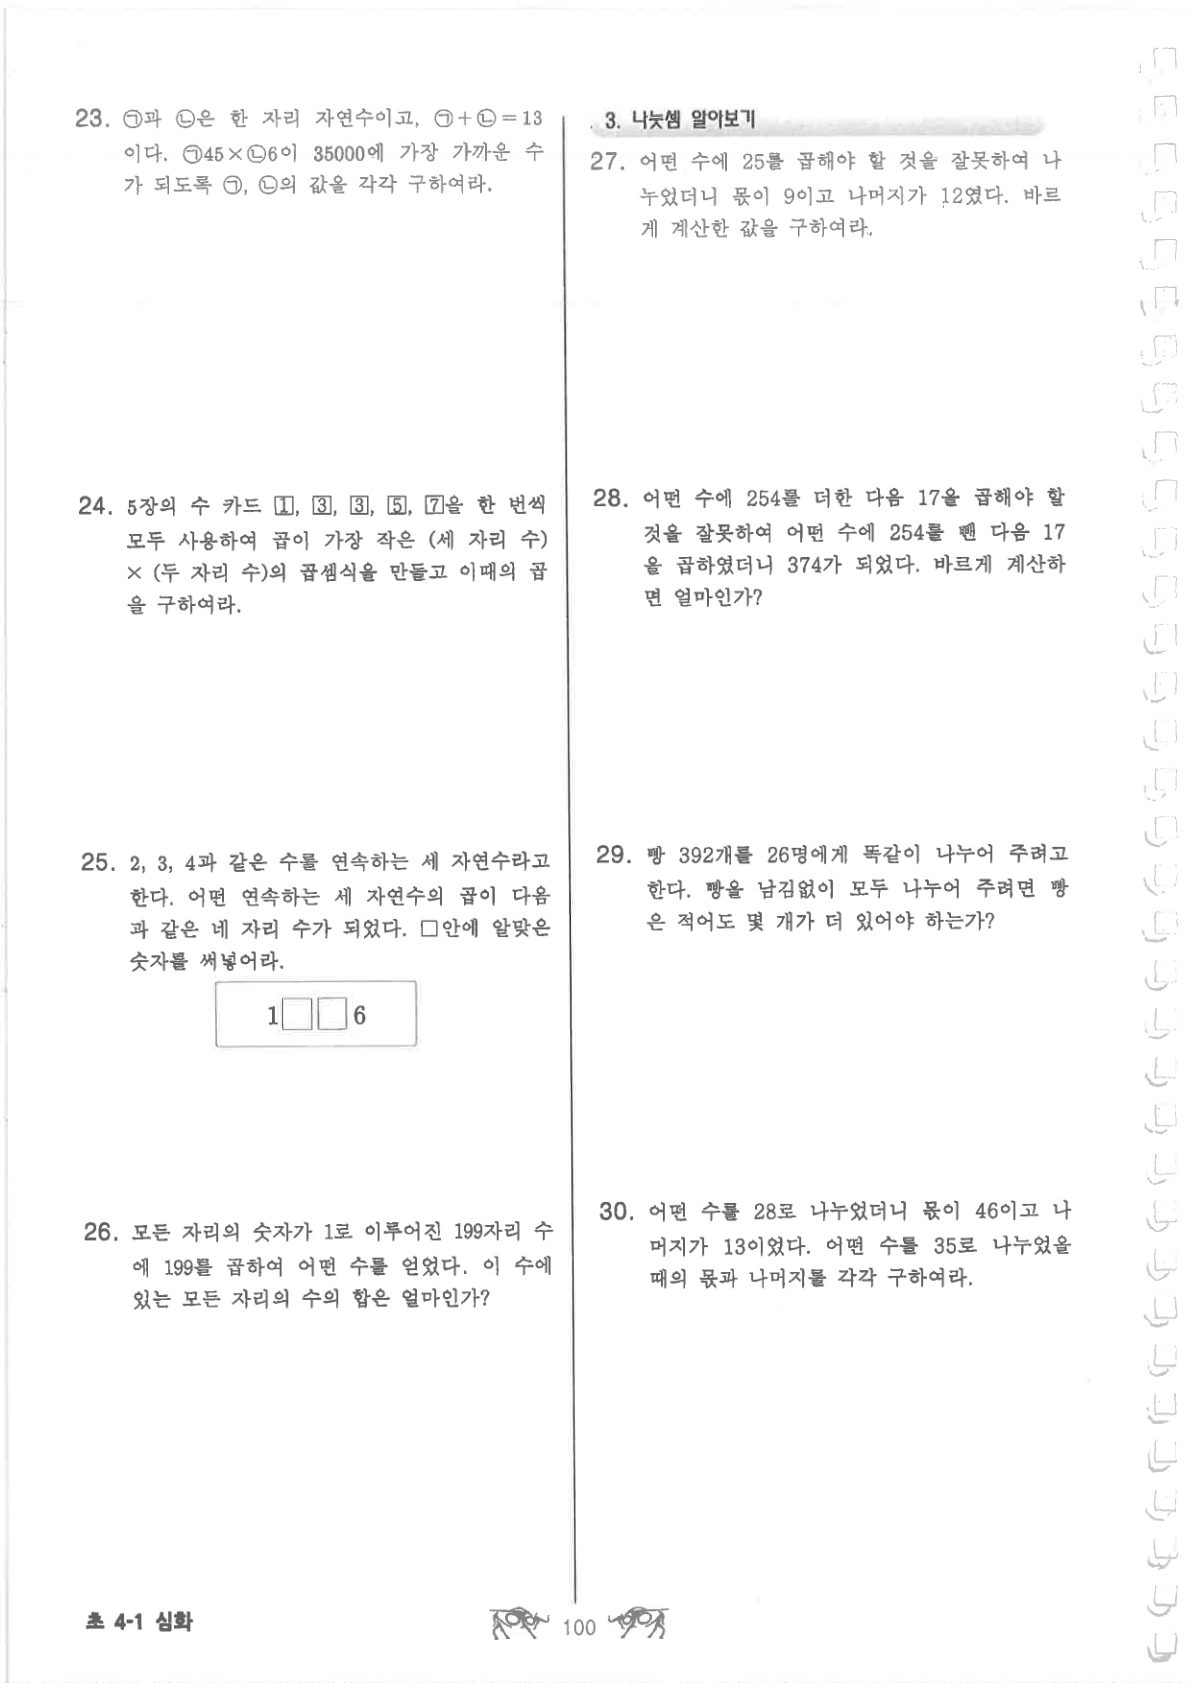 23. ㉠과 ㉡은 한 자리 자연수이고, ㉠+㉡=13
이다. ㉠45×㉡6이 35000에 가장 가까운 수
가 되도록 ㉠, ㉡의 값을 각각 구하여라.
24. 5장의 수 카드 1, 3, 3, 5, 7을 한 번씩
모두 사용하여 곱이 가장 작은 (세 자리 수)
× (두 자리 수)의 곱셈식을 만들고 이때의 곱
을 구하여라.
25. 2, 3, 4과 같은 수를 연속하는 세 자연수라고
한다. 어떤 연속하는 세 자연수의 곱이 다음
과 같은 네 자리 수가 되었다. □안에 알맞은
숫자를 써넣어라.
1□□6
26. 모든 자리의 숫자가 1로 이루어진 199자리 수
에 199를 곱하여 어떤 수를 얻었다. 이 수에
있는 모든 자리의 수의 합은 얼마인가?
3. 나눗셈 알아보기
27. 어떤 수에 25를 곱해야 할 것을 잘못하여 나
누었더니 몫이 9이고 나머지가 12였다. 바르
게 계산한 값을 구하여라.
28. 어떤 수에 254를 더한 다음 17을 곱해야 할
것을 잘못하여 어떤 수에 254를 뺀 다음 17
을 곱하였더니 374가 되었다. 바르게 계산하
면 얼마인가?
29. 빵 392개를 26명에게 똑같이 나누어 주려고
한다. 빵을 남김없이 모두 나누어 주려면 빵
은 적어도 몇 개가 더 있어야 하는가?
30. 어떤 수를 28로 나누었더니 몫이 46이고 나
머지가 13이었다. 어떤 수를 35로 나누었을
때의 몫과 나머지를 각각 구하여라.
초 4-1 심화
100